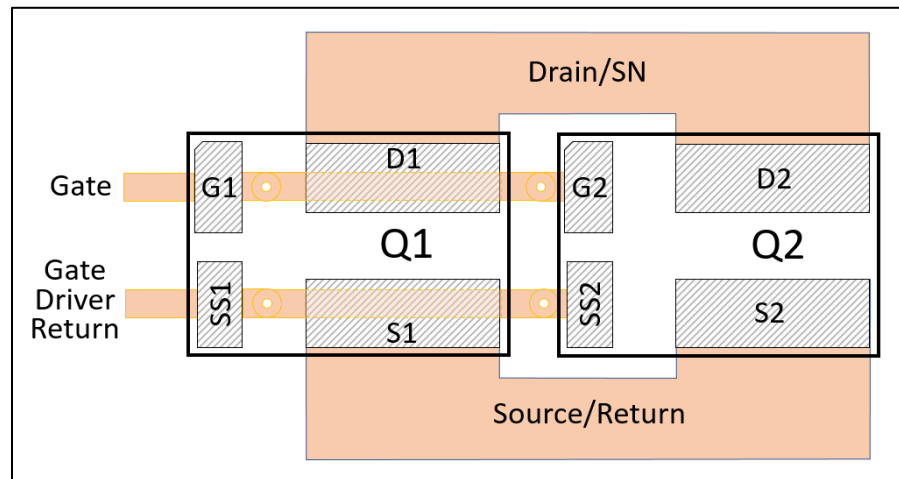 Drain/SN
D1
G1
G2
D2
Gate
Q1
Q2
Gate
Driver
Return
SS1
SS2
S1
S2
Source/Return